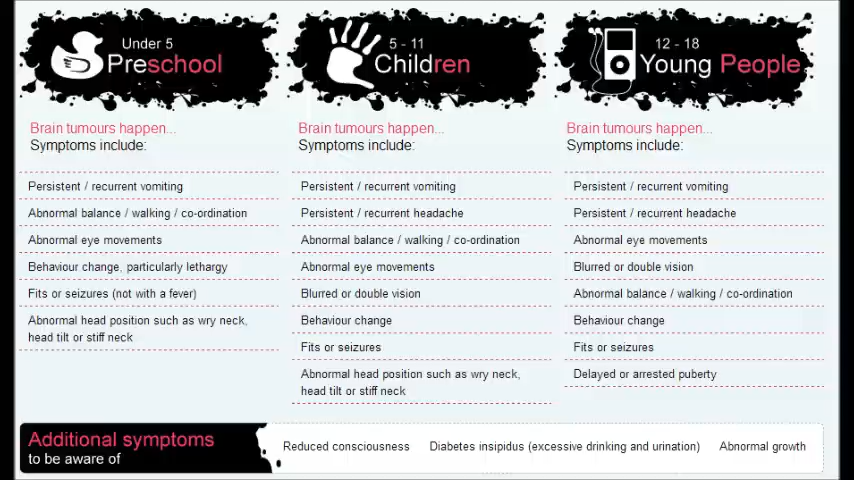 Under 5
Preschool
Brain tumours happen...
Symptoms include:
Persistent / recurrent vomiting
Abnormal balance / walking / co-ordination
Abnormal eye movements
Behaviour change, particularly lethargy
Fits or seizures (not with a fever)
Abnormal head position such as wry neck,
head tilt or stiff neck
5 - 11
Children
Brain tumours happen...
Symptoms include:
Persistent / recurrent vomiting
Persistent / recurrent headache
Abnormal balance / walking / co-ordination
Abnormal eye movements
Blurred or double vision
Behaviour change
Fits or seizures
Abnormal head position such as wry neck,
head tilt or stiff neck
12 - 18
Young People
Brain tumours happen...
Symptoms include:
Persistent / recurrent vomiting
Persistent / recurrent headache
Abnormal eye movements
Blurred or double vision
Abnormal balance / walking / co-ordination
Behaviour change
Fits or seizures
Delayed or arrested puberty
Additional symptoms
to be aware of
Reduced consciousness
Diabetes insipidus (excessive drinking and urination)
Abnormal growth